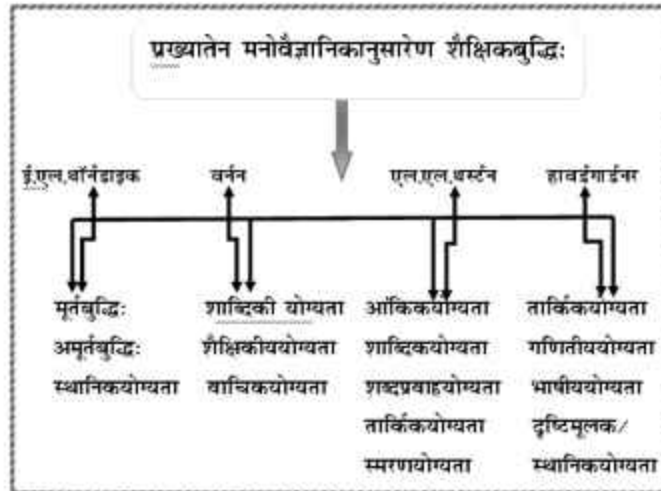 प्रख्यातेन मनोवैज्ञानिकानुसारेण शैक्षिकबुद्धिः
ई.एल.थॉर्नडाइक
वर्नन
एल.एल.थर्स्टन
हावर्डगार्डनर
मूर्तबुद्धिः
अमूर्तबुद्धिः
स्थानिकयोग्यता
शाब्दिकी योग्यता
शैक्षिकीययोग्यता
वाचिकयोग्यता
आंकिकयोग्यता
शाब्दिकयोग्यता
शब्दप्रवाहयोग्यता
तार्किकयोग्यता
स्मरणयोग्यता
तार्किकयोग्यता
गणितीययोग्यता
भाषीययोग्यता
दृष्टिमूलक/
स्थानिकयोग्यता